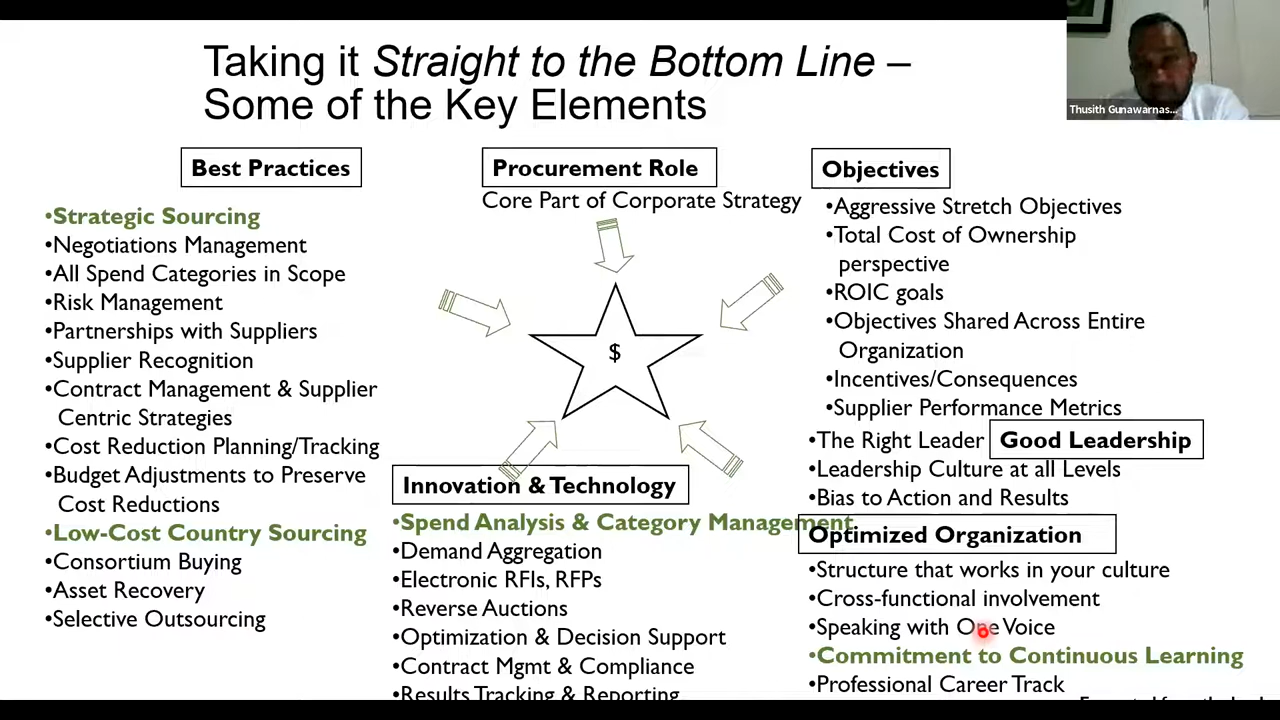 Taking it Straight to the Bottom Line –
Some of the Key Elements
Thusith Gunawarnas...
Best Practices
•Strategic Sourcing
•Negotiations Management
•All Spend Categories in Scope
•Risk Management
•Partnerships with Suppliers
•Supplier Recognition
•Contract Management & Supplier
Centric Strategies
•Cost Reduction Planning/Tracking
•Budget Adjustments to Preserve
Cost Reductions
•Low-Cost Country Sourcing
•Consortium Buying
•Asset Recovery
•Selective Outsourcing
Procurement Role
Core Part of Corporate Strategy
$
Innovation & Technology
•Spend Analysis & Category Management
•Demand Aggregation
•Electronic RFIs, RFPs
•Reverse Auctions
•Optimization & Decision Support
•Contract Mgmt & Compliance
•Results Tracking & Reporting
Objectives
•Aggressive Stretch Objectives
•Total Cost of Ownership
perspective
•ROIC goals
•Objectives Shared Across Entire
Organization
•Incentives/Consequences
•Supplier Performance Metrics
Good Leadership
•The Right Leader
•Leadership Culture at all Levels
•Bias to Action and Results
Optimized Organization
•Structure that works in your culture
•Cross-functional involvement
•Speaking with One Voice
•Commitment to Continuous Learning
•Professional Career Track